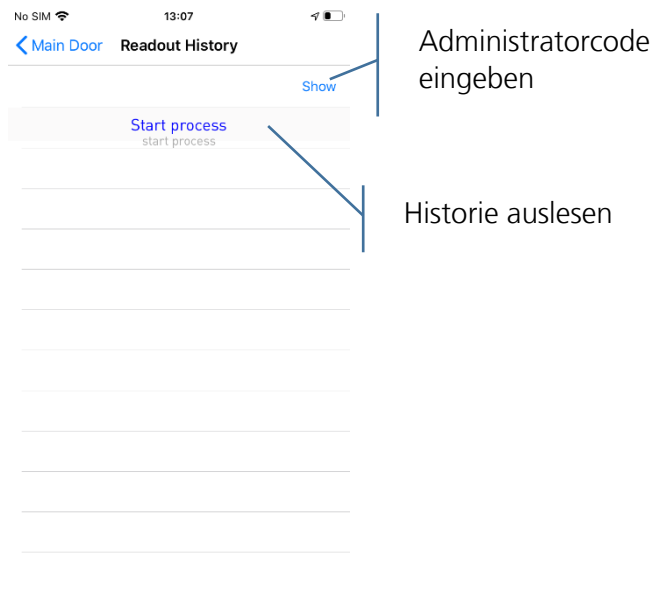 No SIM 13:07
Main Door Readout History
Show
Start process
start process
Administratorcode
eingeben
Historie auslesen